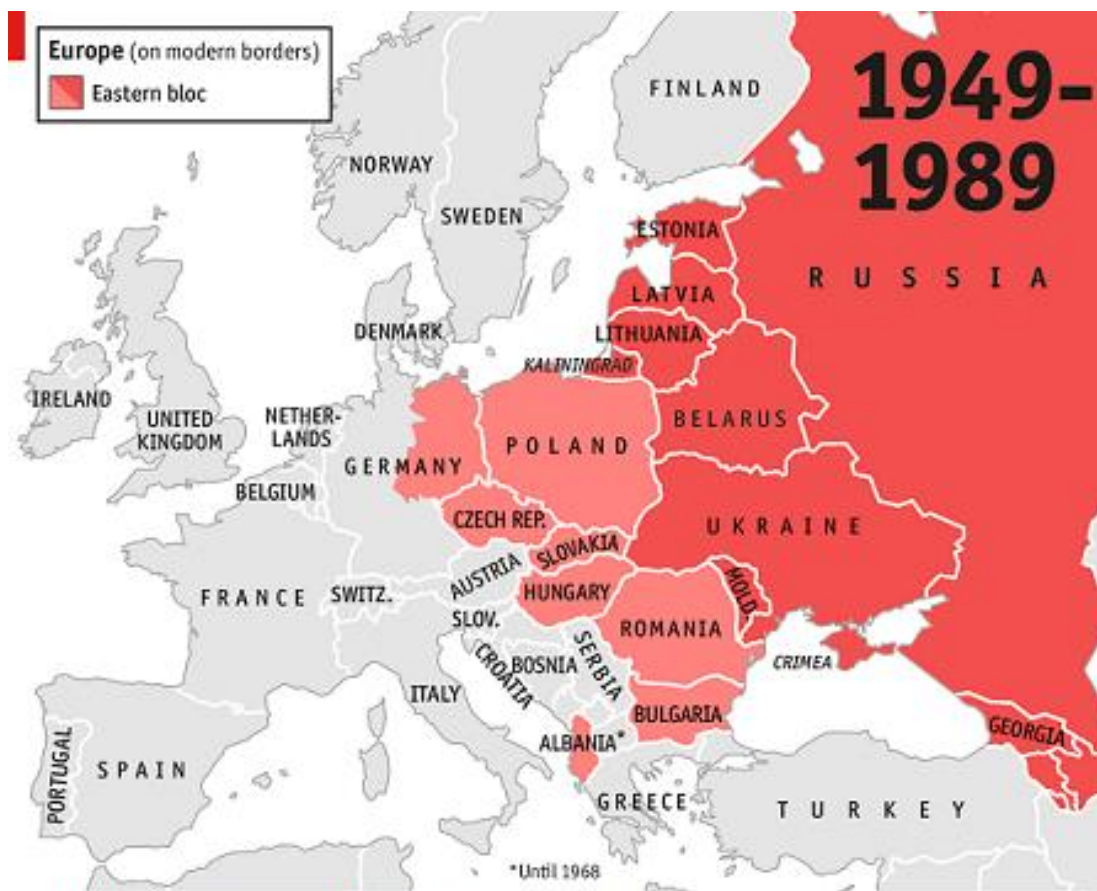 Europe (on modern borders)
Eastern bloc
1949-
1989
FINLAND
NORWAY
SWEDEN
ESTONIA
RUSSIA
LATVIA
DENMARK
LITHUANIA
KALININGRAD
IRELAND
UNITED
KINGDOM
NETHER-
LANDS
BELARUS
POLAND
GERMANY
BELGIUM
CZECH REP.
UKRAINE
SLOVAKIA
AUSTRIA
FRANCE
SWITZ.
HUNGARY
MOLD.
SLOV.
ROMANIA
CROATIA
BOSNIA
SERBIA
CRIMEA
ITALY
BULGARIA
GEORGIA
ALBANIA*
PORTUGAL
SPAIN
GREECE
TURKEY
*Until 1968